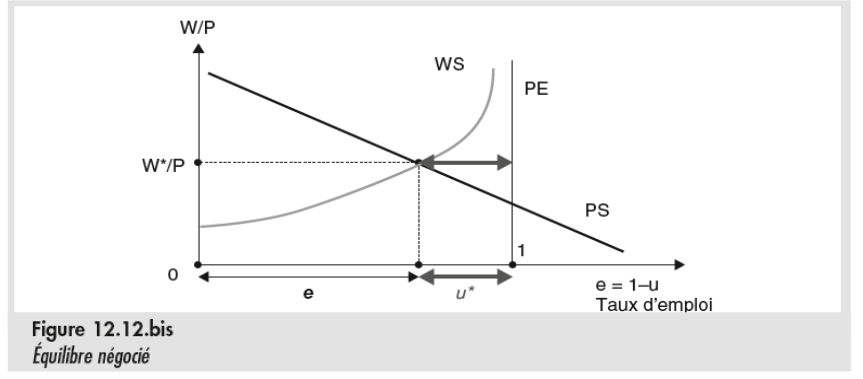 W/P
WS
PE
W*/P
PS
1
0
e
u*
e = 1–u
Taux d'emploi
Figure 12.12.bis
Équilibre négocié